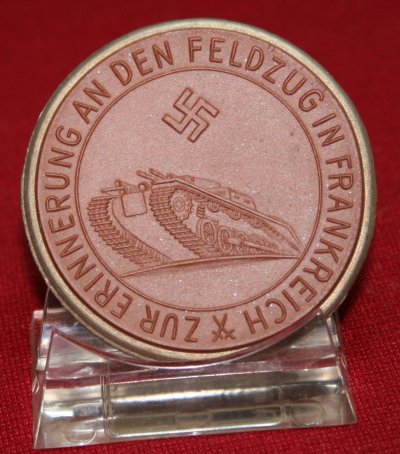 ZUR ERINNERUNG AN DEN FELDZUG IN FRANKREICH